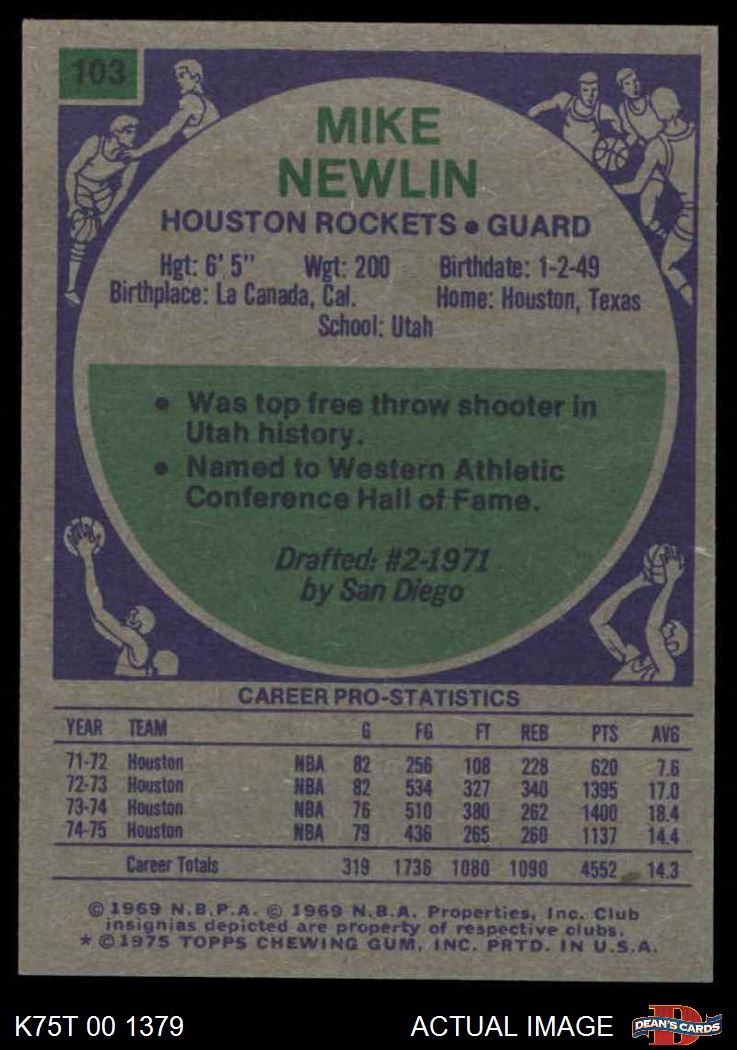 103
MIKE
NEWLIN
HOUSTON ROCKETS • GUARD
Hgt: 6' 5" Wgt: 200 Birthdate: 1-2-49
Birthplace: La Canada, Cal. Home: Houston, Texas
School: Utah
• Was top free throw shooter in
Utah history.
• Named to Western Athletic
Conference Hall of Fame.
Drafted: #2-1971
by San Diego
CAREER PRO-STATISTICS
YEAR TEAM G FG FT REB PTS AVG
71-72 Houston NBA 82 256 108 228 620 7.6
72-73 Houston NBA 82 534 327 340 1395 17.0
73-74 Houston NBA 76 510 380 262 1400 18.4
74-75 Houston NBA 79 436 265 260 1137 14.4
Career Totals 319 1736 1080 1090 4552 14.3
© 1969 N.B.P.A. © 1969 N.B.A. Properties, Inc. Club
insignias depicted are property of respective clubs.
* © 1975 TOPPS CHEWING GUM, INC. PRTD. IN U.S.A.
K75T 00 1379 ACTUAL IMAGE DEAN'S CARDS